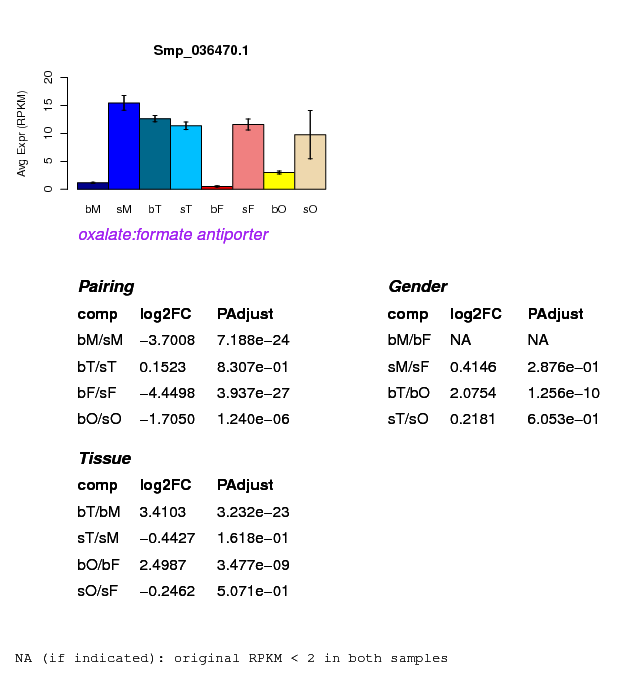 Smp_036470.1
Avg Expr (RPKM)
20
15
10
5
0
bM sM bT sT bF sF bO sO
oxalate:formate antiporter
Pairing
comp log2FC PAdjust
bM/sM −3.7008 7.188e−24
bT/sT 0.1523 8.307e−01
bF/sF −4.4498 3.937e−27
bO/sO −1.7050 1.240e−06
Gender
comp log2FC PAdjust
bM/bF NA NA
sM/sF 0.4146 2.876e−01
bT/bO 2.0754 1.256e−10
sT/sO 0.2181 6.053e−01
Tissue
comp log2FC PAdjust
bT/bM 3.4103 3.232e−23
sT/sM −0.4427 1.618e−01
bO/bF 2.4987 3.477e−09
sO/sF −0.2462 5.071e−01
NA (if indicated): original RPKM < 2 in both samples